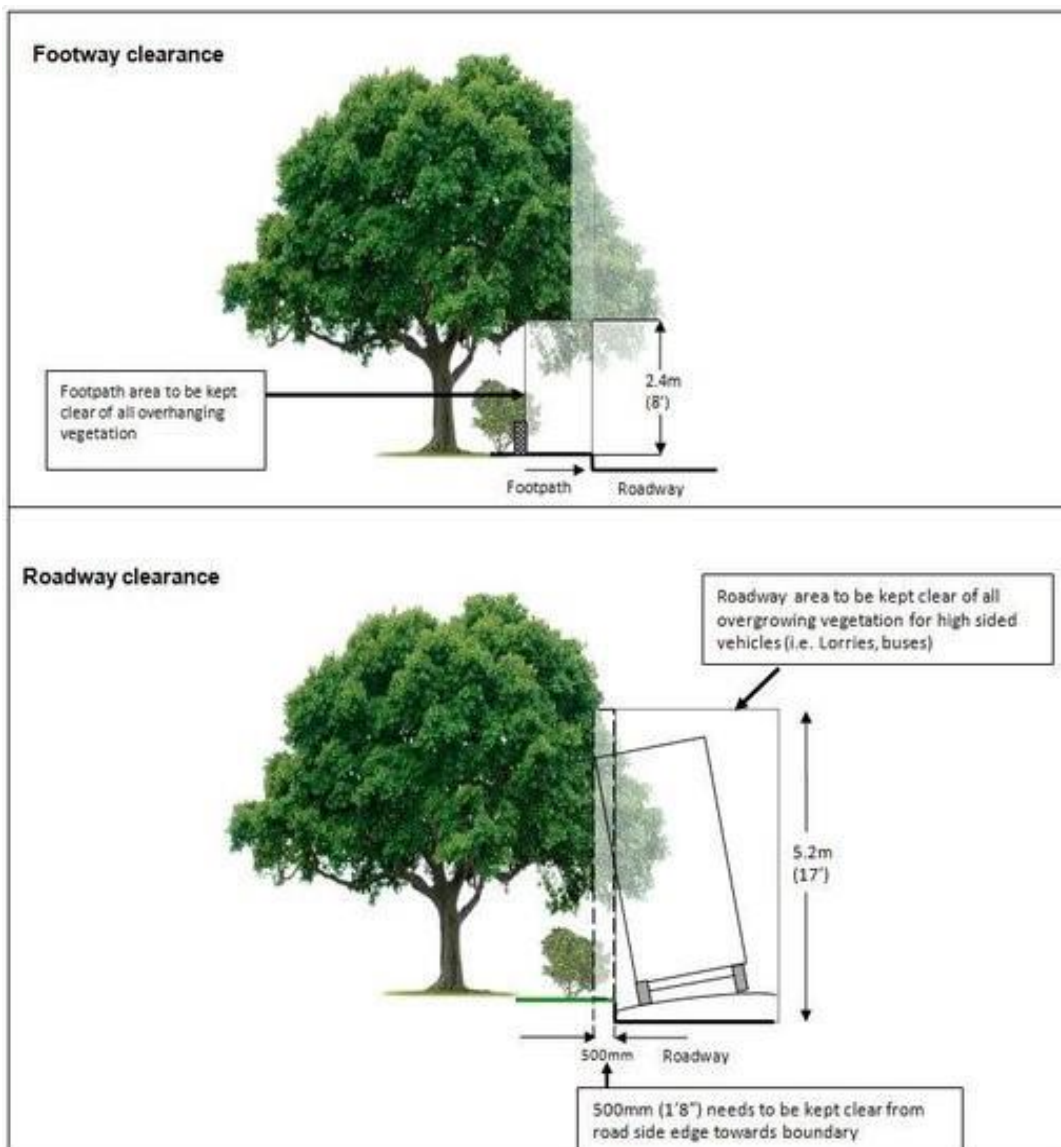 Footway clearance
Footpath area to be kept
clear of all overhanging
vegetation
2.4m
(8')
Footpath
Roadway
Roadway clearance
Roadway area to be kept clear of all
overgrowing vegetation for high sided
vehicles (i.e. Lorries, buses)
5.2m
(17')
500mm
Roadway
500mm (1'8") needs to be kept clear from
road side edge towards boundary